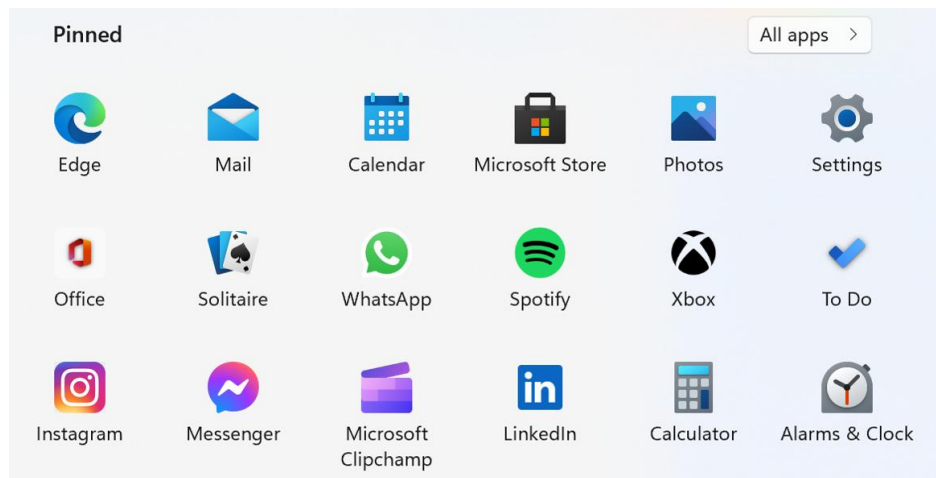 Pinned
All apps
Edge
Mail
Calendar
Microsoft Store
Photos
Settings
Office
Solitaire
WhatsApp
Spotify
Xbox
To Do
in
Instagram
Messenger
Microsoft
Clipchamp
LinkedIn
Calculator
Alarms & Clock